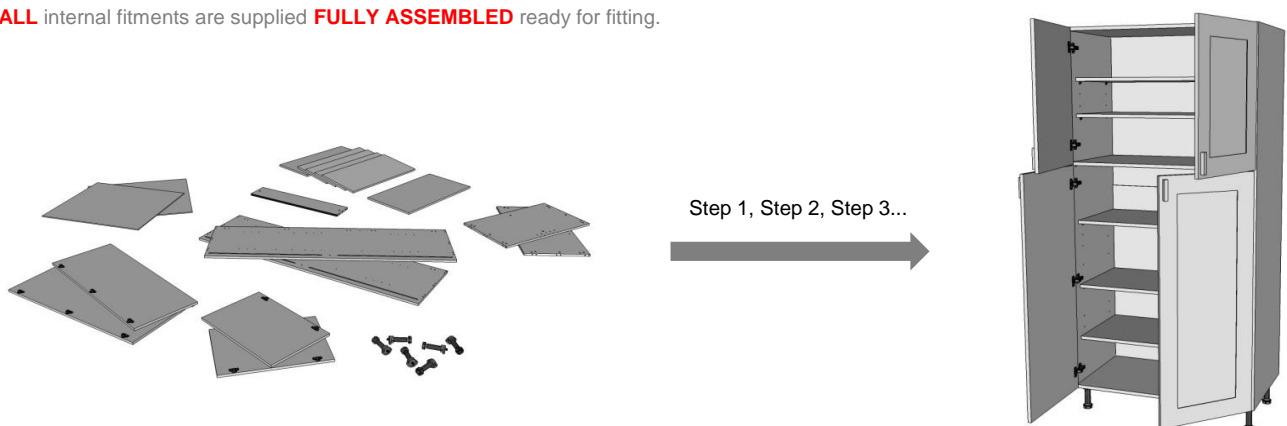 ALL internal fitments are supplied FULLY ASSEMBLED ready for fitting.
Step 1, Step 2, Step 3...